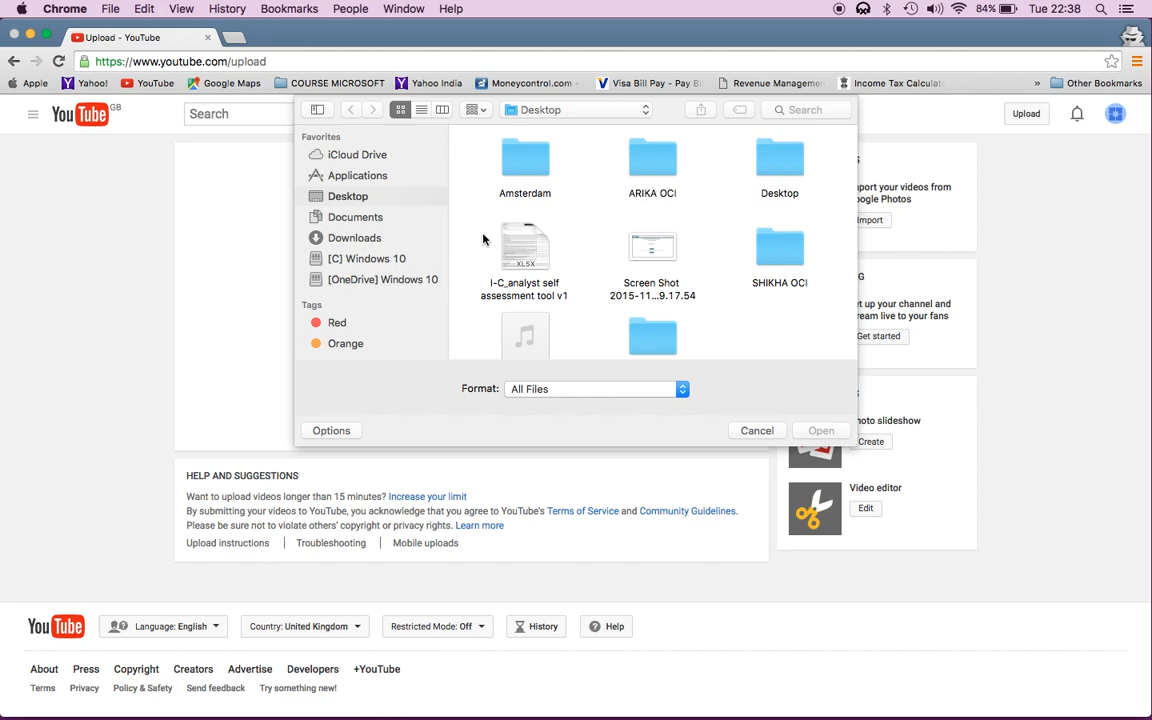 Chrome File Edit View History Bookmarks People Window Help 84% Tue 22:38
Upload - YouTube
https://www.youtube.com/upload
Apple Yahoo! YouTube Google Maps COURSE MICROSOFT Yahoo India Moneycontrol.com - Visa Bill Pay - Pay Bi Revenue Managemen Income Tax Calculato » Other Bookmarks
YouTube GB Search Desktop Search Upload
Favorites
iCloud Drive
Applications
Desktop
Documents
Downloads
[C] Windows 10
[OneDrive] Windows 10
Tags
Red
Orange
Amsterdam ARIKA OCI Desktop
XLSX
I-C_analyst self assessment tool v1
Screen Shot 2015-11...9.17.54
SHIKHA OCI
Format: All Files
Options Cancel Open
port your videos from
oogle Photos
Import
et up your channel and
ream live to your fans
Get started
hoto slideshow
Create
Video editor
Edit
HELP AND SUGGESTIONS
Want to upload videos longer than 15 minutes? Increase your limit
By submitting your videos to YouTube, you acknowledge that you agree to YouTube's Terms of Service and Community Guidelines.
Please be sure not to violate others' copyright or privacy rights. Learn more
Upload instructions Troubleshooting Mobile uploads
YouTube Language: English Country: United Kingdom Restricted Mode: Off History Help
About Press Copyright Creators Advertise Developers +YouTube
Terms Privacy Policy & Safety Send feedback Try something new!